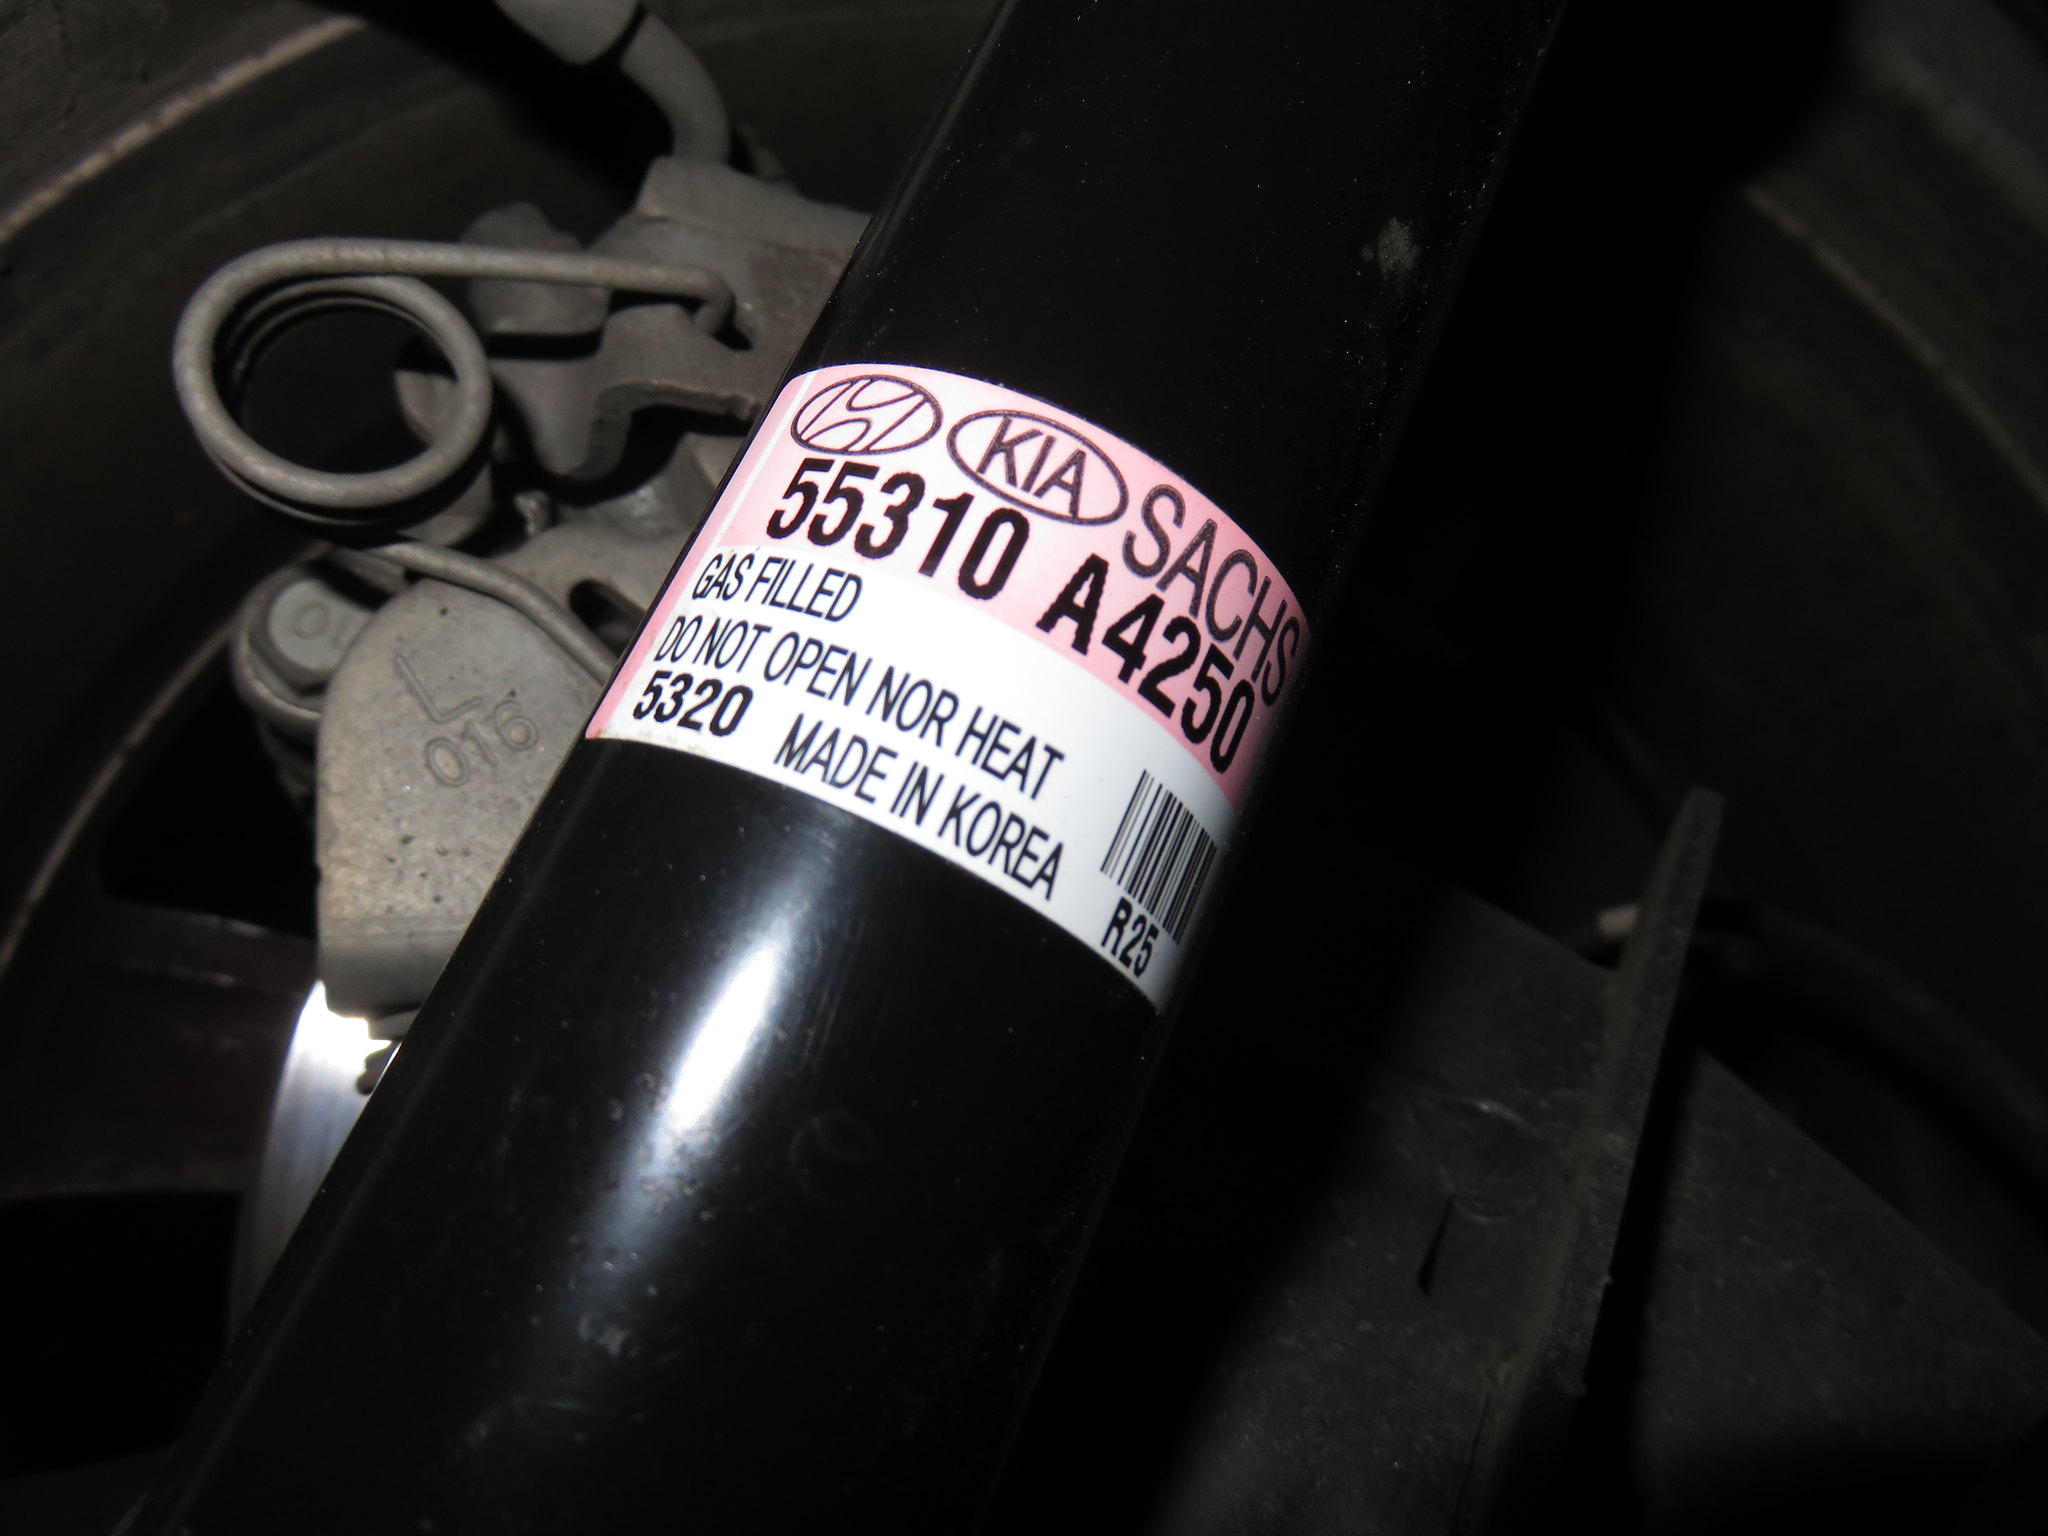 KIA SACHS
55310 A4250
GAS FILLED
DO NOT OPEN NOR HEAT
5320 MADE IN KOREA
R25
L
016